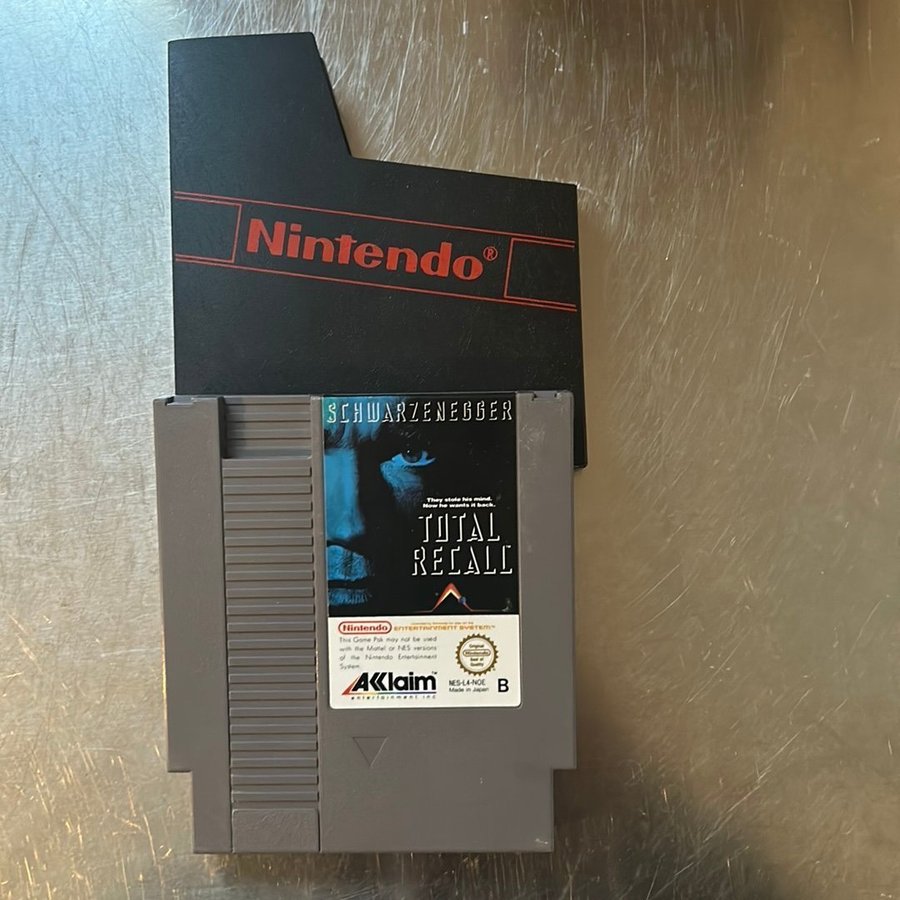 Nintendo®
SCHWARZENEGGER
They stole his mind.
Now he wants it back.
TOTAL
RECALL
Nintendo
ENTERTAINMENT SYSTEM™
This Game Pak may not be used
with the Mattel or NES versions
of the Nintendo Entertainment
System.
Original
Nintendo
Seal of
Quality
AKklaim™
entertainment inc
NES-L4-NOE
Made in Japan
B